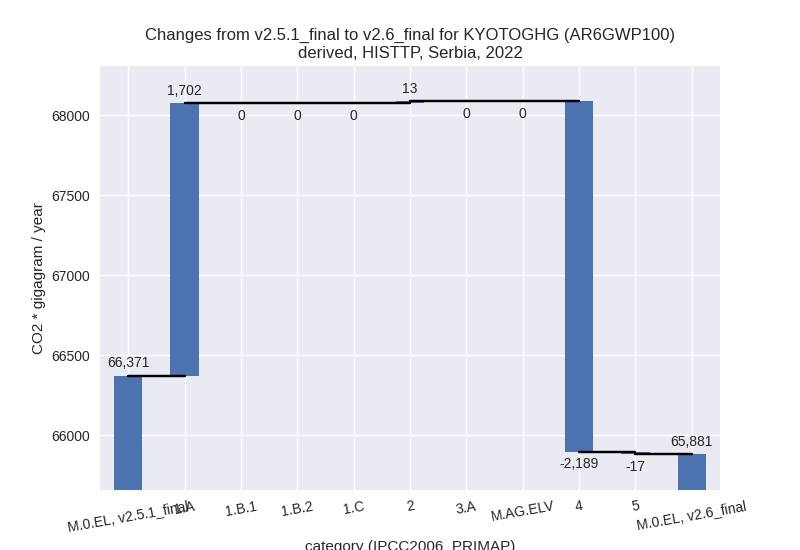 Changes from v2.5.1_final to v2.6_final for KYOTOGHG (AR6GWP100)
derived, HISTTP, Serbia, 2022
CO2 * gigagram / year
68000
67500
67000
66500
66000
66,371
1,702
0
0
0
13
0
0
-2,189
-17
65,881
M.0.EL, v2.5.1_final
1.A
1.B.1
1.B.2
1.C
2
3.A
M.AG.ELV
4
5
M.0.EL, v2.6_final
category (IPCC2006_PRIMAP)